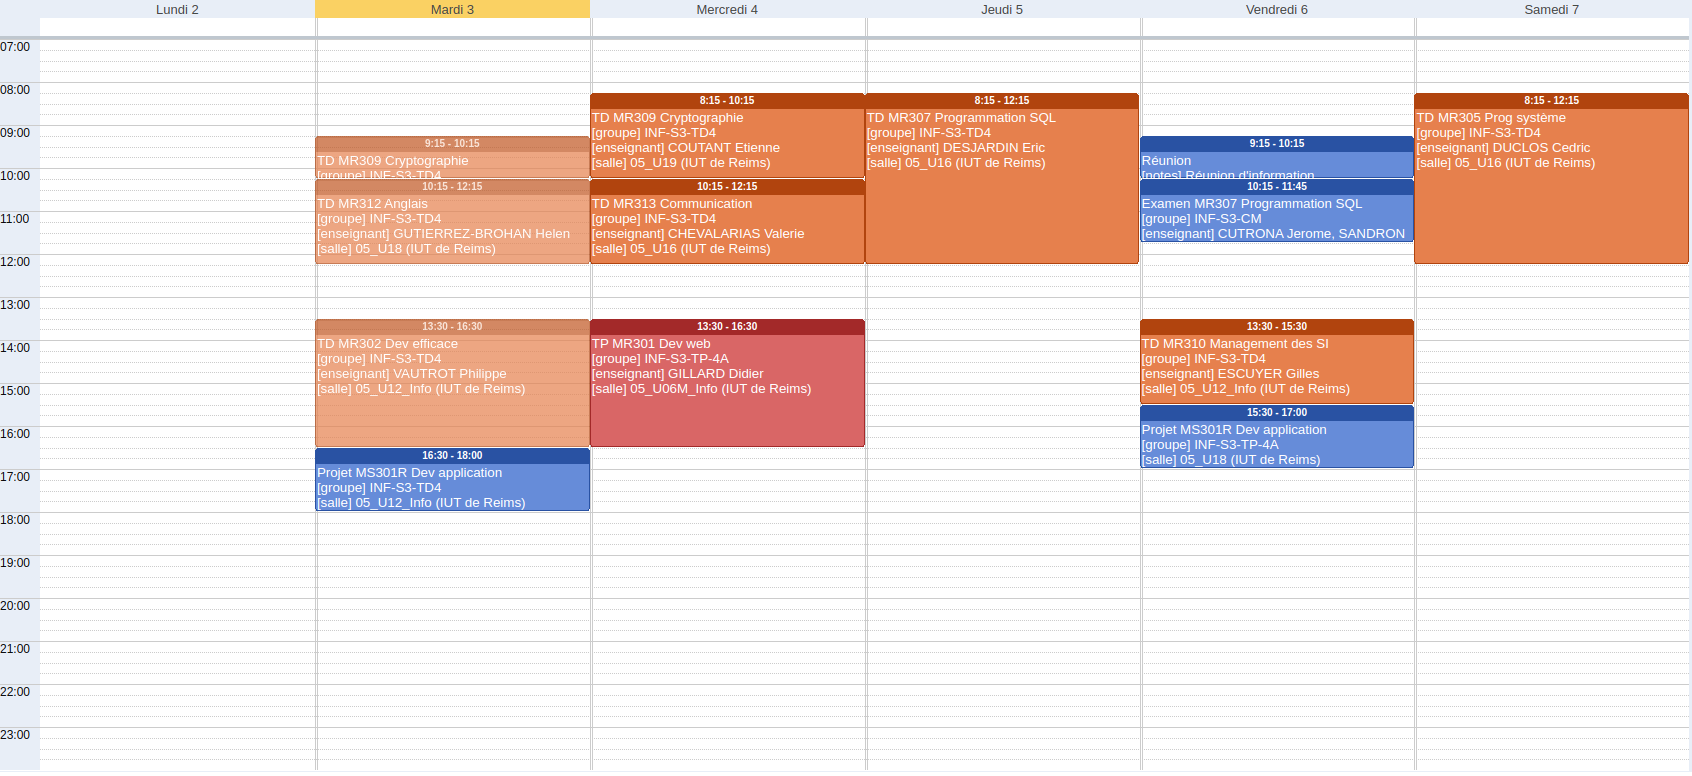 Lundi 2
Mardi 3
Mercredi 4
Jeudi 5
Vendredi 6
Samedi 7
07:00
08:00
09:00
10:00
11:00
12:00
13:00
14:00
15:00
16:00
17:00
18:00
19:00
20:00
21:00
22:00
23:00
9:15 - 10:15
TD MR309 Cryptographie
[groupe] INF-S3-TD4
10:15 - 12:15
TD MR312 Anglais
[groupe] INF-S3-TD4
[enseignant] GUTIERREZ-BROHAN Helen
[salle] 05_U18 (IUT de Reims)
13:30 - 16:30
TD MR302 Dev efficace
[groupe] INF-S3-TD4
[enseignant] VAUTROT Philippe
[salle] 05_U12_Info (IUT de Reims)
16:30 - 18:00
Projet MS301R Dev application
[groupe] INF-S3-TD4
[salle] 05_U12_Info (IUT de Reims)
8:15 - 10:15
TD MR309 Cryptographie
[groupe] INF-S3-TD4
[enseignant] COUTANT Etienne
[salle] 05_U19 (IUT de Reims)
10:15 - 12:15
TD MR313 Communication
[groupe] INF-S3-TD4
[enseignant] CHEVALARIAS Valerie
[salle] 05_U16 (IUT de Reims)
13:30 - 16:30
TP MR301 Dev web
[groupe] INF-S3-TP-4A
[enseignant] GILLARD Didier
[salle] 05_U06M_Info (IUT de Reims)
8:15 - 12:15
TD MR307 Programmation SQL
[groupe] INF-S3-TD4
[enseignant] DESJARDIN Eric
[salle] 05_U16 (IUT de Reims)
9:15 - 10:15
Réunion
[notes] Réunion d'information
10:15 - 11:45
Examen MR307 Programmation SQL
[groupe] INF-S3-CM
[enseignant] CUTRONA Jerome, SANDRON
13:30 - 15:30
TD MR310 Management des SI
[groupe] INF-S3-TD4
[enseignant] ESCUYER Gilles
[salle] 05_U12_Info (IUT de Reims)
15:30 - 17:00
Projet MS301R Dev application
[groupe] INF-S3-TP-4A
[salle] 05_U18 (IUT de Reims)
8:15 - 12:15
TD MR305 Prog système
[groupe] INF-S3-TD4
[enseignant] DUCLOS Cedric
[salle] 05_U16 (IUT de Reims)